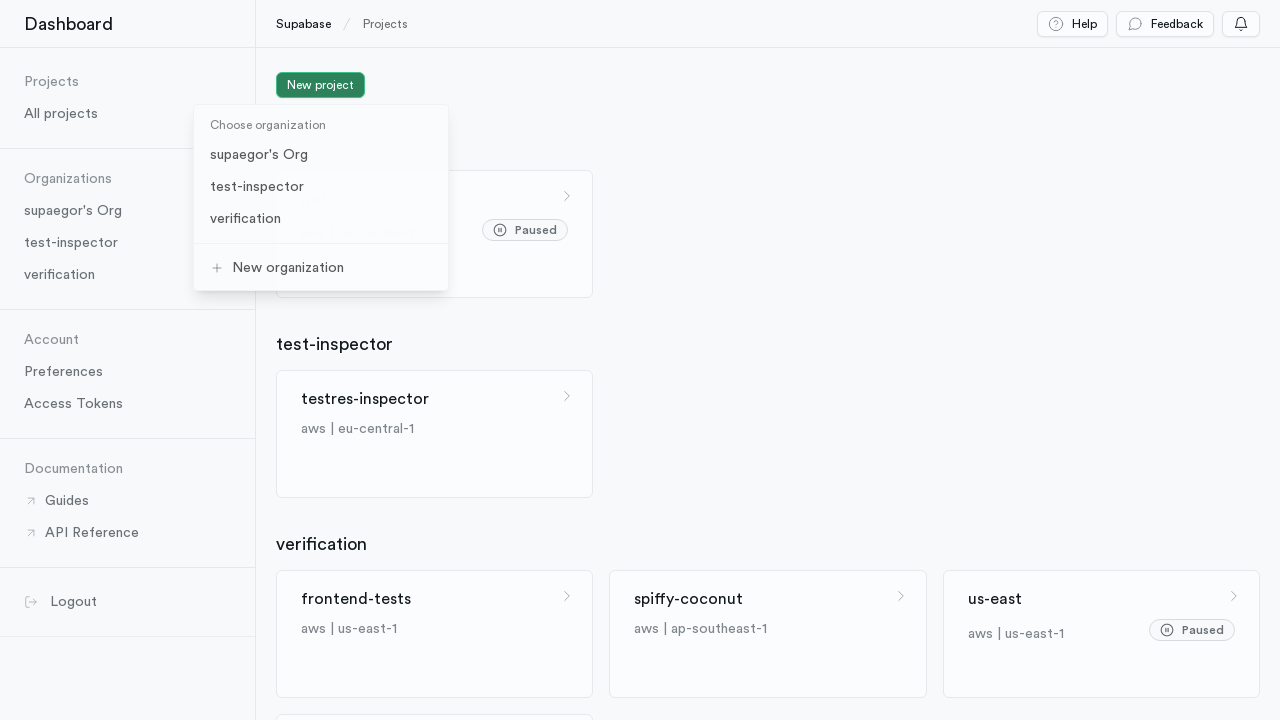 Dashboard
Supabase / Projects
Help
Feedback
Projects
All projects
Organizations
supaegor's Org
test-inspector
verification
Account
Preferences
Access Tokens
Documentation
Guides
API Reference
Logout
New project
Choose organization
supaegor's Org
test-inspector
verification
New organization
Paused
test-inspector
testres-inspector
aws | eu-central-1
verification
frontend-tests
aws | us-east-1
spiffy-coconut
aws | ap-southeast-1
us-east
aws | us-east-1
Paused